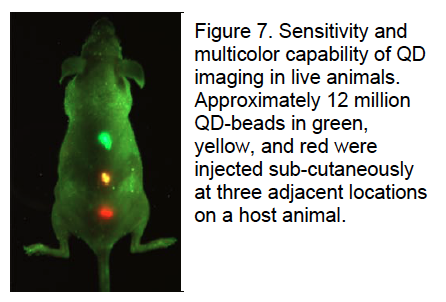 Figure 7. Sensitivity and
multicolor capability of QD
imaging in live animals.
Approximately 12 million
QD-beads in green,
yellow, and red were
injected sub-cutaneously
at three adjacent locations
on a host animal.